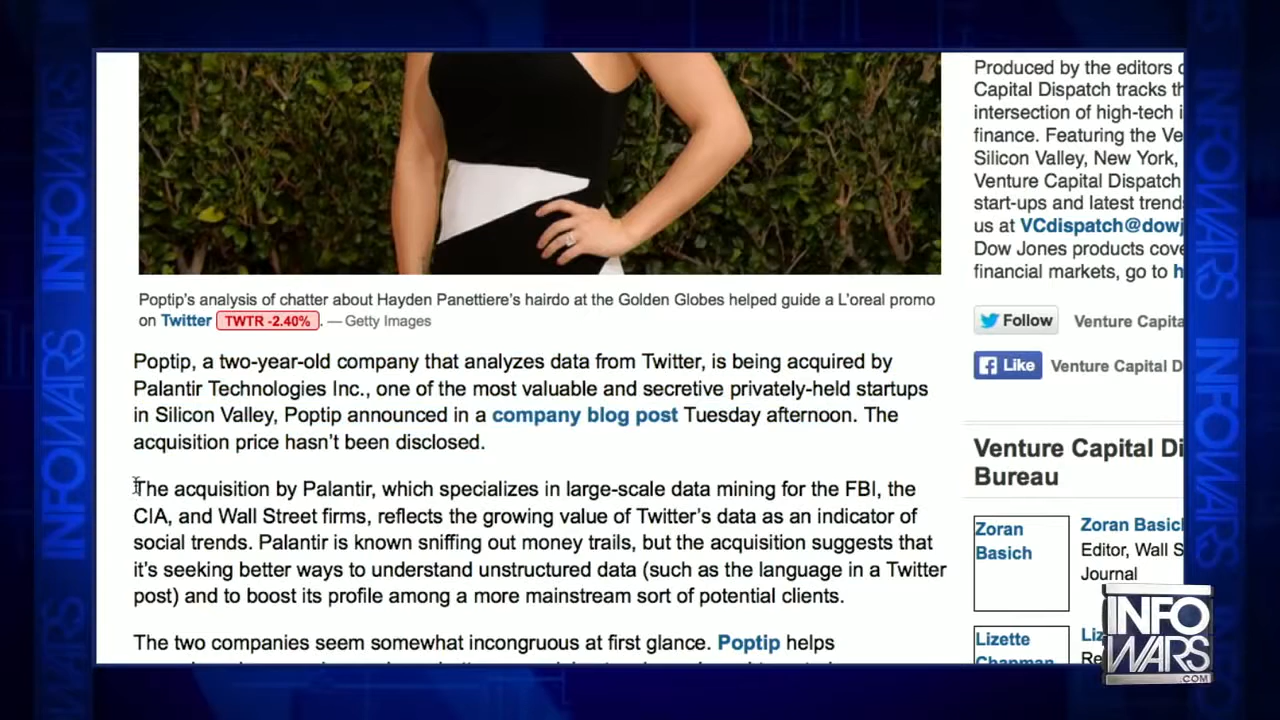 Poptip's analysis of chatter about Hayden Panettiere's hairdo at the Golden Globes helped guide a L'oreal promo
on Twitter TWTR -2.40%. — Getty Images
Poptip, a two-year-old company that analyzes data from Twitter, is being acquired by
Palantir Technologies Inc., one of the most valuable and secretive privately-held startups
in Silicon Valley, Poptip announced in a company blog post Tuesday afternoon. The
acquisition price hasn't been disclosed.
The acquisition by Palantir, which specializes in large-scale data mining for the FBI, the
CIA, and Wall Street firms, reflects the growing value of Twitter's data as an indicator of
social trends. Palantir is known sniffing out money trails, but the acquisition suggests that
it's seeking better ways to understand unstructured data (such as the language in a Twitter
post) and to boost its profile among a more mainstream sort of potential clients.
The two companies seem somewhat incongruous at first glance. Poptip helps
Produced by the editors
Capital Dispatch tracks
intersection of high-tech
finance. Featuring the
Silicon Valley, New York,
Venture Capital Dispatch
start-ups and latest trend
us at VCdispatch@dowj
Dow Jones products
financial markets, go to
Follow Venture Capita
Like Venture Capital D
Venture Capital Di
Bureau
Zoran
Basich
Zoran Basich
Editor, Wall S
Journal
Lizette
Chapman
Liz
Re
INFOWARS
INFOWARS
INFOWARS
INFOWARS
INFO
WARS
.COM